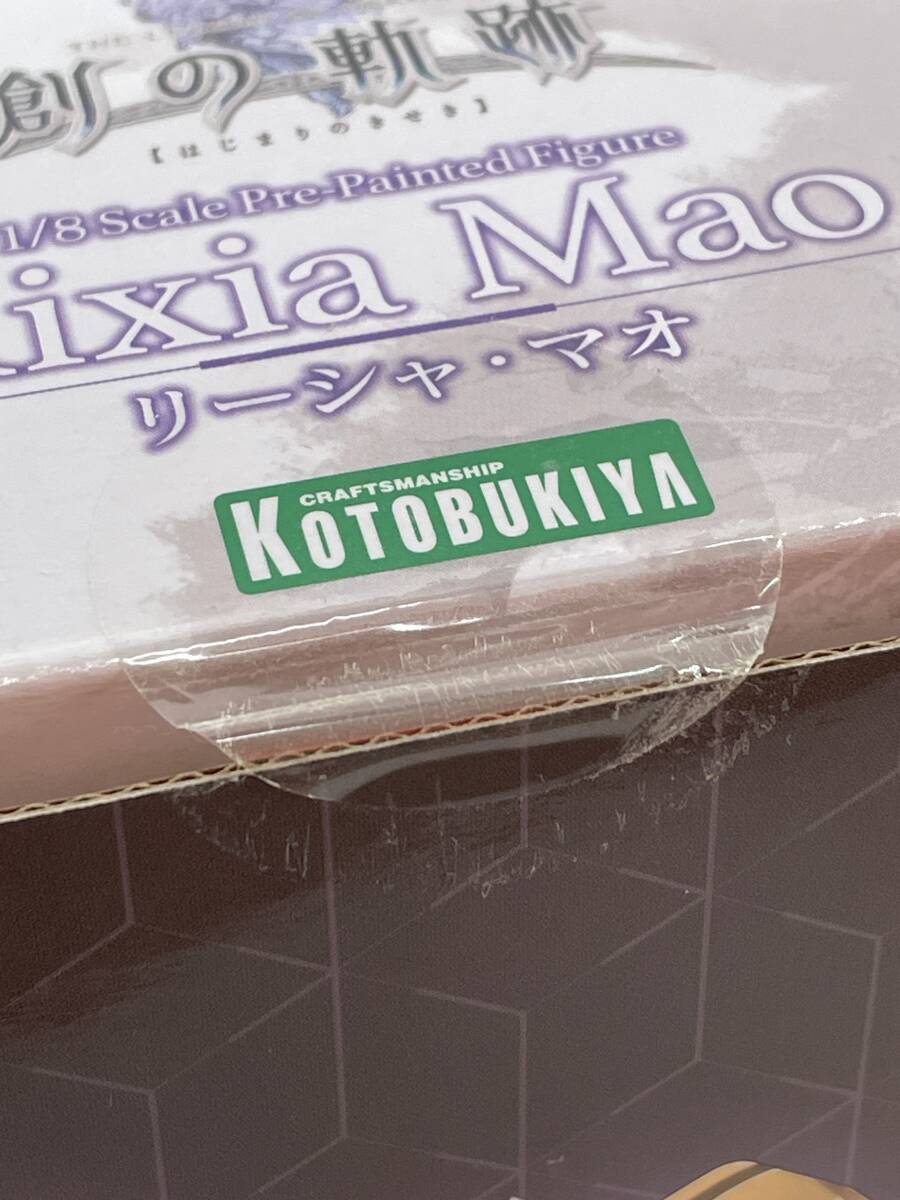 THE
創の軌跡
【はじまりのきせき】
1/8 Scale Pre-Painted Figure
Rixia Mao
リーシャ・マオ
CRAFTSMANSHIP
KOTOBUKIYA